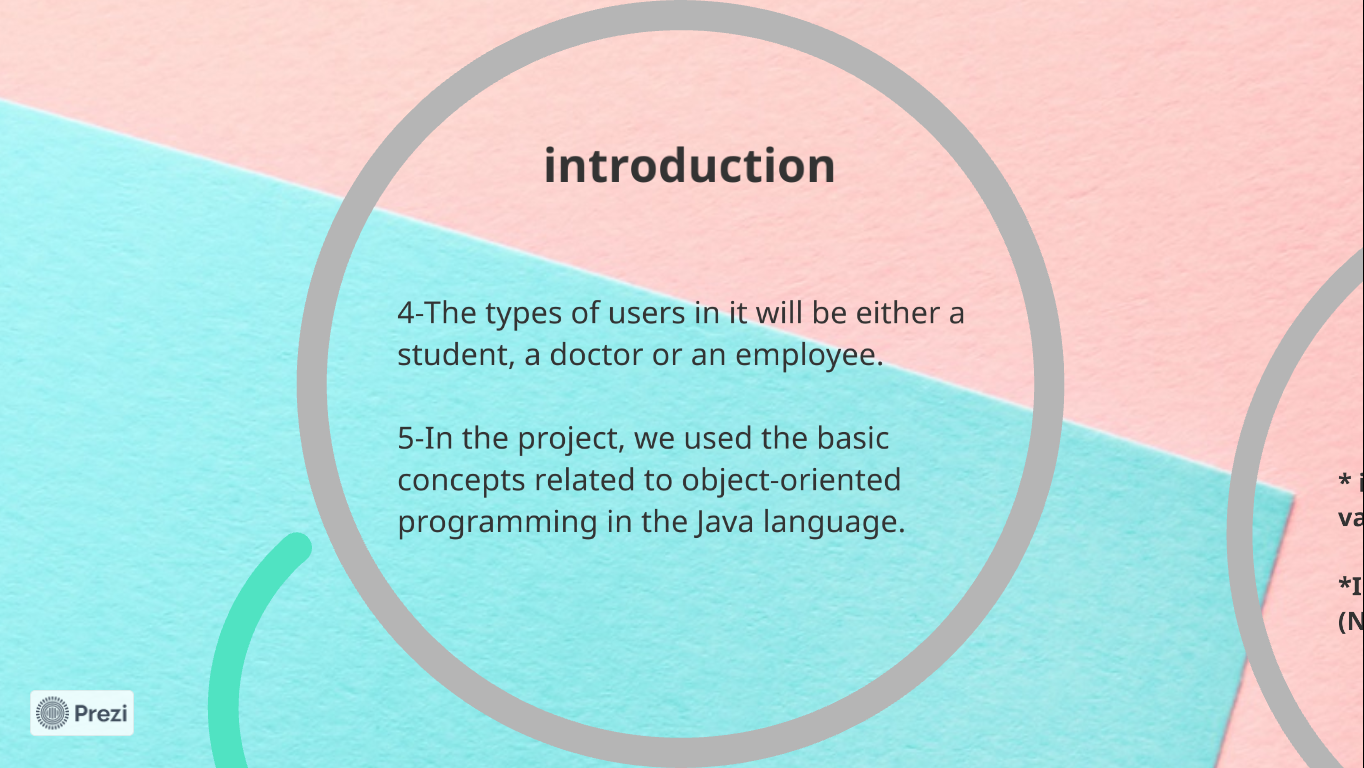 introduction
4-The types of users in it will be either a
student, a doctor or an employee.
5-In the project, we used the basic
concepts related to object-oriented
programming in the Java language.
*
*I
(N
Prezi